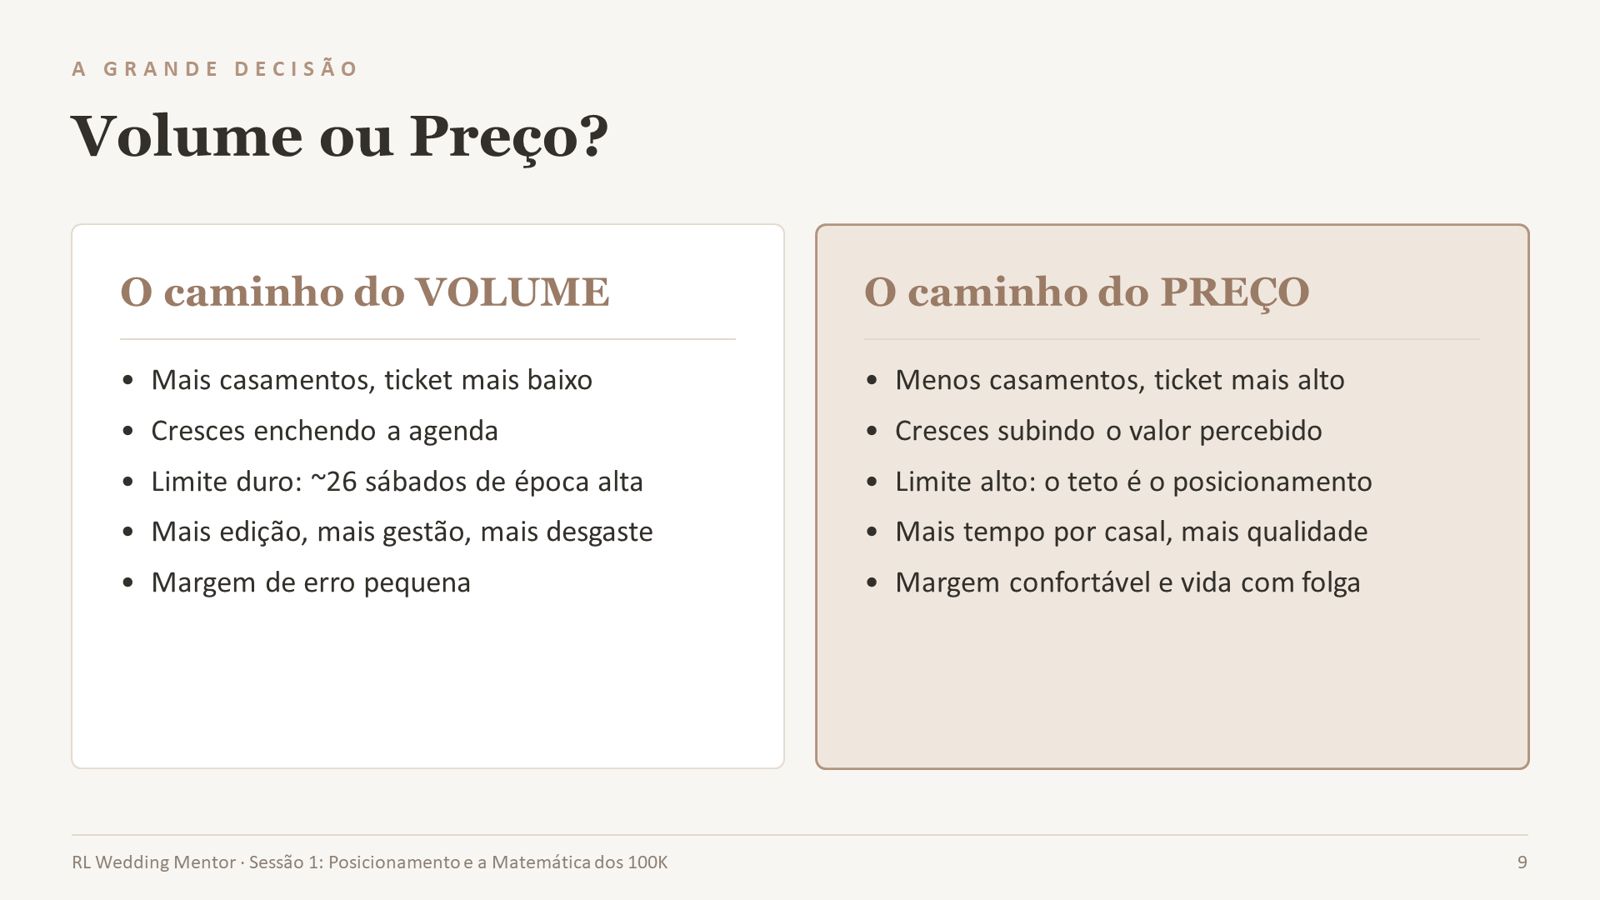 A GRANDE DECISÃO
Volume ou Preço?
O caminho do VOLUME
• Mais casamentos, ticket mais baixo
• Cresces enchendo a agenda
• Limite duro: ~26 sábados de época alta
• Mais edição, mais gestão, mais desgaste
• Margem de erro pequena
O caminho do PREÇO
• Menos casamentos, ticket mais alto
• Cresces subindo o valor percebido
• Limite alto: o teto é o posicionamento
• Mais tempo por casal, mais qualidade
• Margem confortável e vida com folga
RL Wedding Mentor · Sessão 1: Posicionamento e a Matemática dos 100K
9